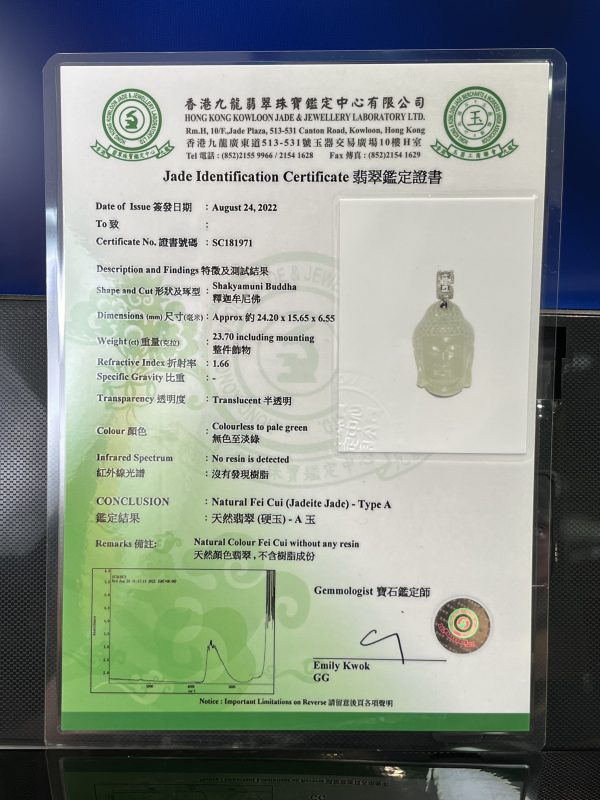 香港九龍翡翠珠寶鑑定中心有限公司
HONG KONG KOWLOON JADE & JEWELLERY LABORATORY LTD.
Rm.H, 10/F.,Jade Plaza, 513-531 Canton Road, Kowloon, Hong Kong
香港九龍廣東道513-531號玉器交易廣場10樓H室
Tel 電話 : (852)2155 9966 / 2154 1628 Fax 傳真 : (852)2154 1629
Jade Identification Certificate 翡翠鑑定證書
Date of Issue 簽發日期 : August 24, 2022
To 致 :
Certificate No. 證書號碼 : SC181971
Description and Findings 特徵及測試結果
Shape and Cut 形狀及琢型 : Shakyamuni Buddha
釋迦牟尼佛
Dimensions (mm) 尺寸(毫米) : Approx 約 24.20 x 15.65 x 6.55
Weight (ct) 重量(克拉) : 23.70 including mounting
整件飾物
Refractive Index 折射率 : 1.66
Specific Gravity 比重 : -
Transparency 透明度 : Translucent 半透明
Colour 顏色 : Colourless to pale green
無色至淡綠
Infrared Spectrum : No resin is detected
紅外線光譜 : 沒有發現樹脂
CONCLUSION : Natural Fei Cui (Jadeite Jade) - Type A
鑑定結果 : 天然翡翠 (硬玉) - A 玉
Remarks 備註: Natural Colour Fei Cui without any resin
天然顏色翡翠 , 不含樹脂成份
Gemmologist 寶石鑑定師
Emily Kwok
GG
Notice : Important Limitations on Reverse 請留意後頁各項聲明